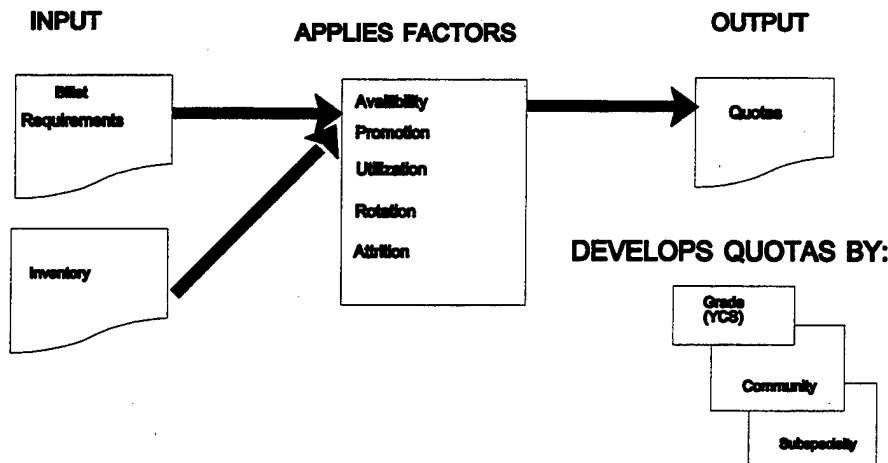 INPUT
APPLIES FACTORS
OUTPUT
Billet
Requirements
Inventory
Availibility
Promotion
Utilization
Rotation
Attrition
Quotas
DEVELOPS QUOTAS BY:
Grade
(YCS)
Community
Subspecialty